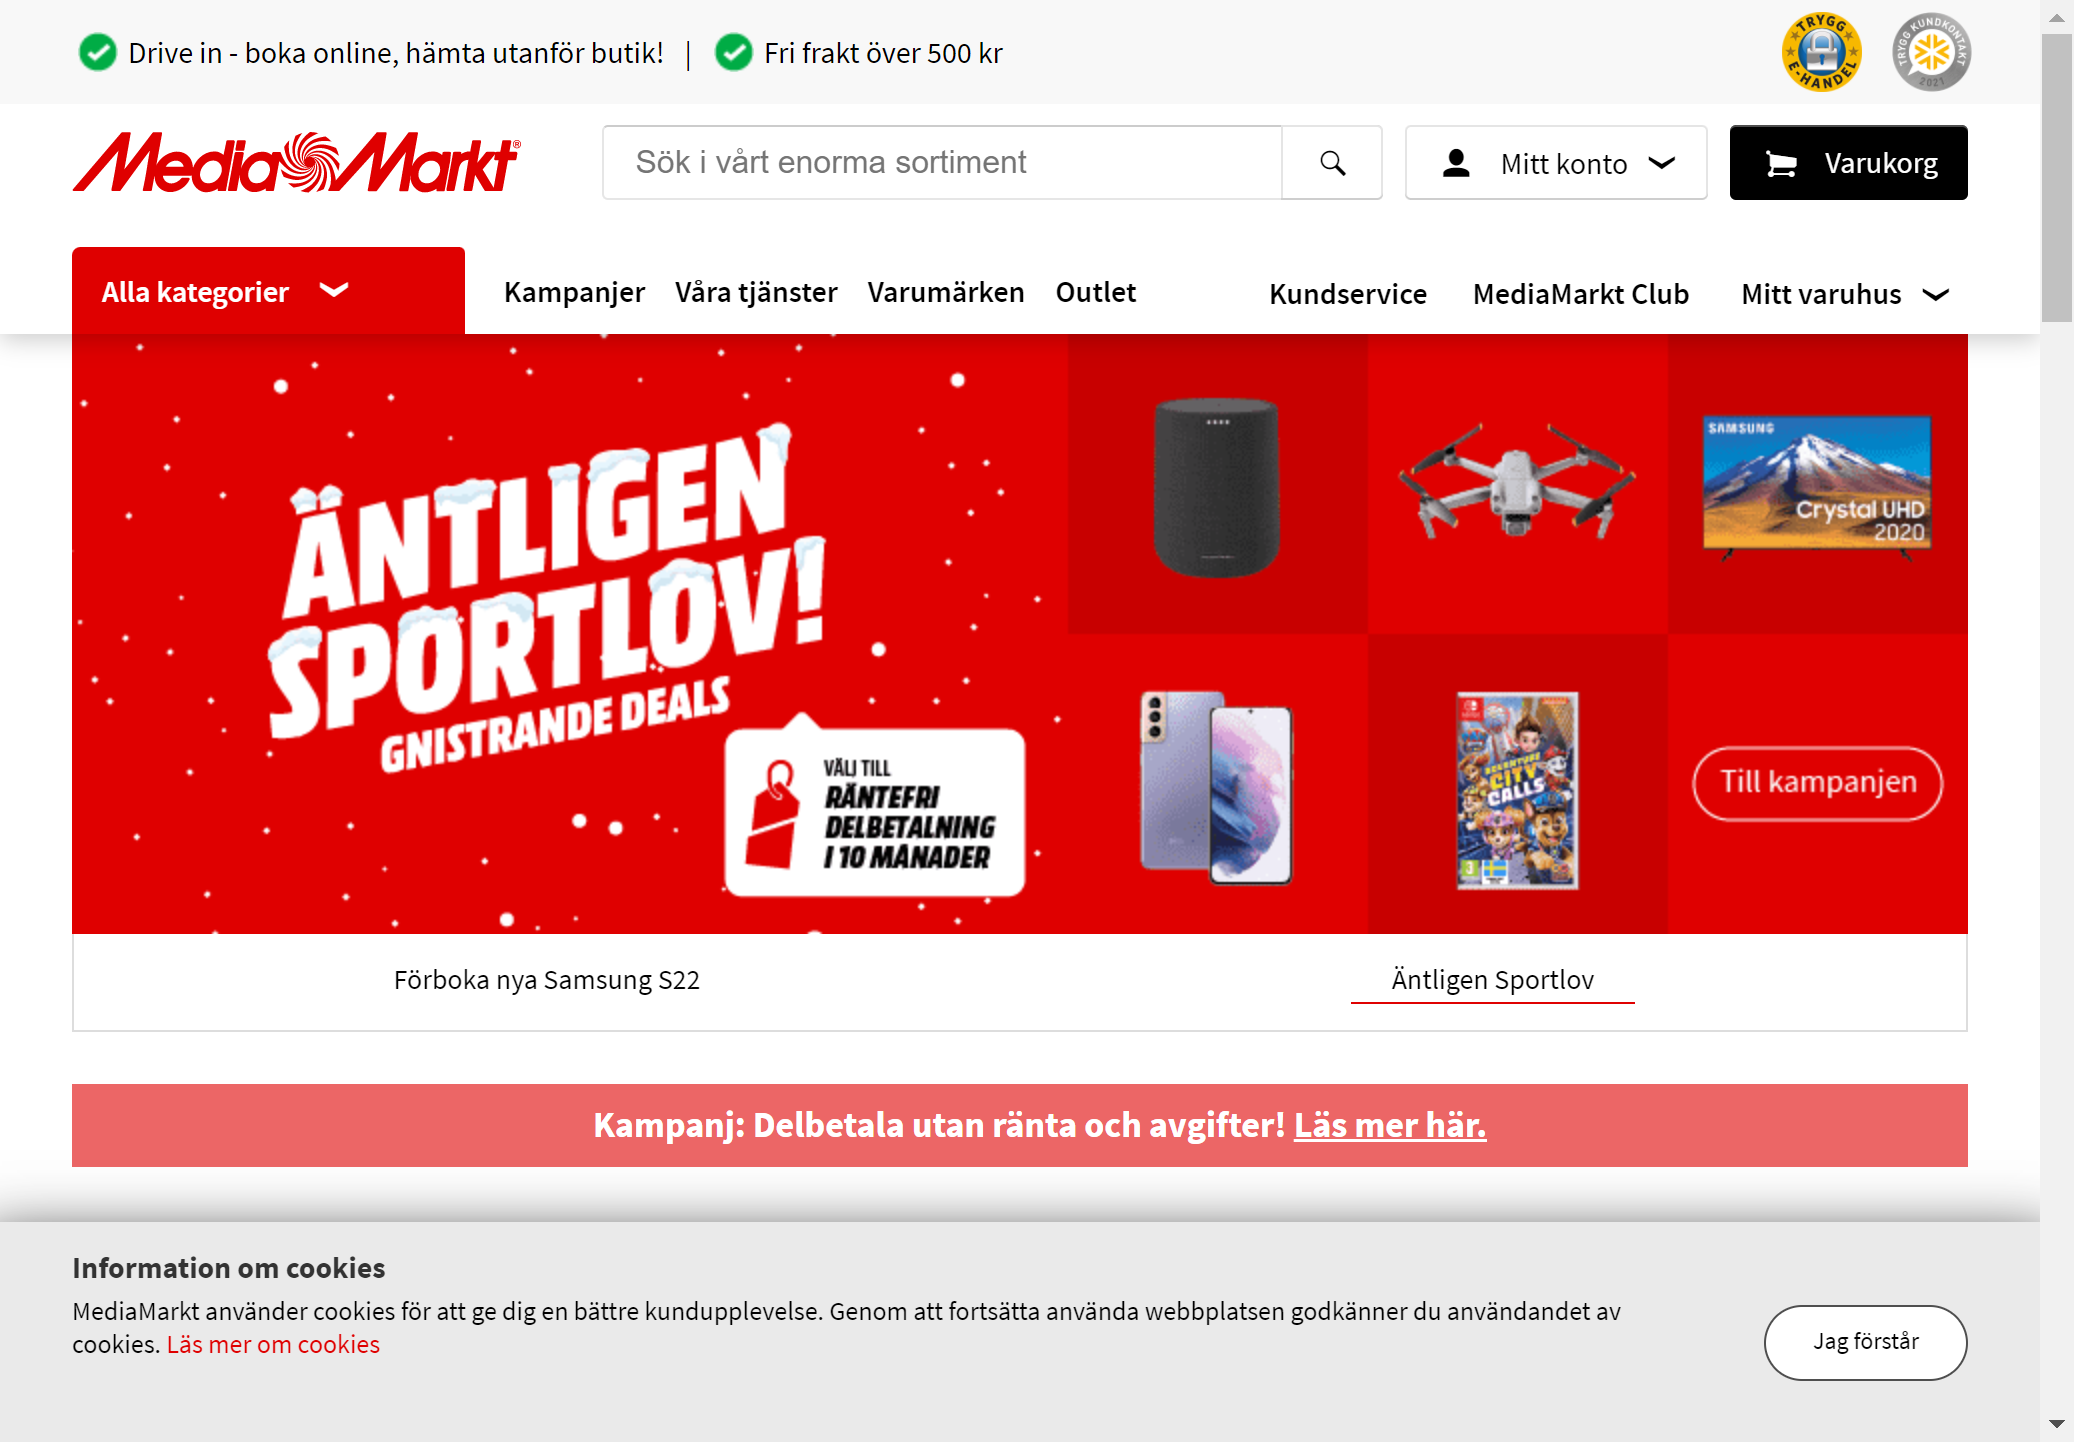 Drive in - boka online, hämta utanför butik! | Fri frakt över 500 kr
TRYGG E-HANDEL
TRYGG KUNDKONTAKT 2021
MediaMarkt®
Sök i vårt enorma sortiment
Mitt konto
Varukorg
Alla kategorier
Kampanjer Våra tjänster Varumärken Outlet
Kundservice MediaMarkt Club Mitt varuhus
ÄNTLIGEN
SPORTLOV!
GNISTRANDE DEALS
VÄLJ TILL
RÄNTEFRI
DELBETALNING
I 10 MÅNADER
SAMSUNG
Crystal UHD
2020
ADVENTURE
CITY
CALLS
3
Till kampanjen
Förboka nya Samsung S22
Äntligen Sportlov
Kampanj: Delbetala utan ränta och avgifter! Läs mer här.
Information om cookies
MediaMarkt använder cookies för att ge dig en bättre kundupplevelse. Genom att fortsätta använda webbplatsen godkänner du användandet av
cookies. Läs mer om cookies
Jag förstår